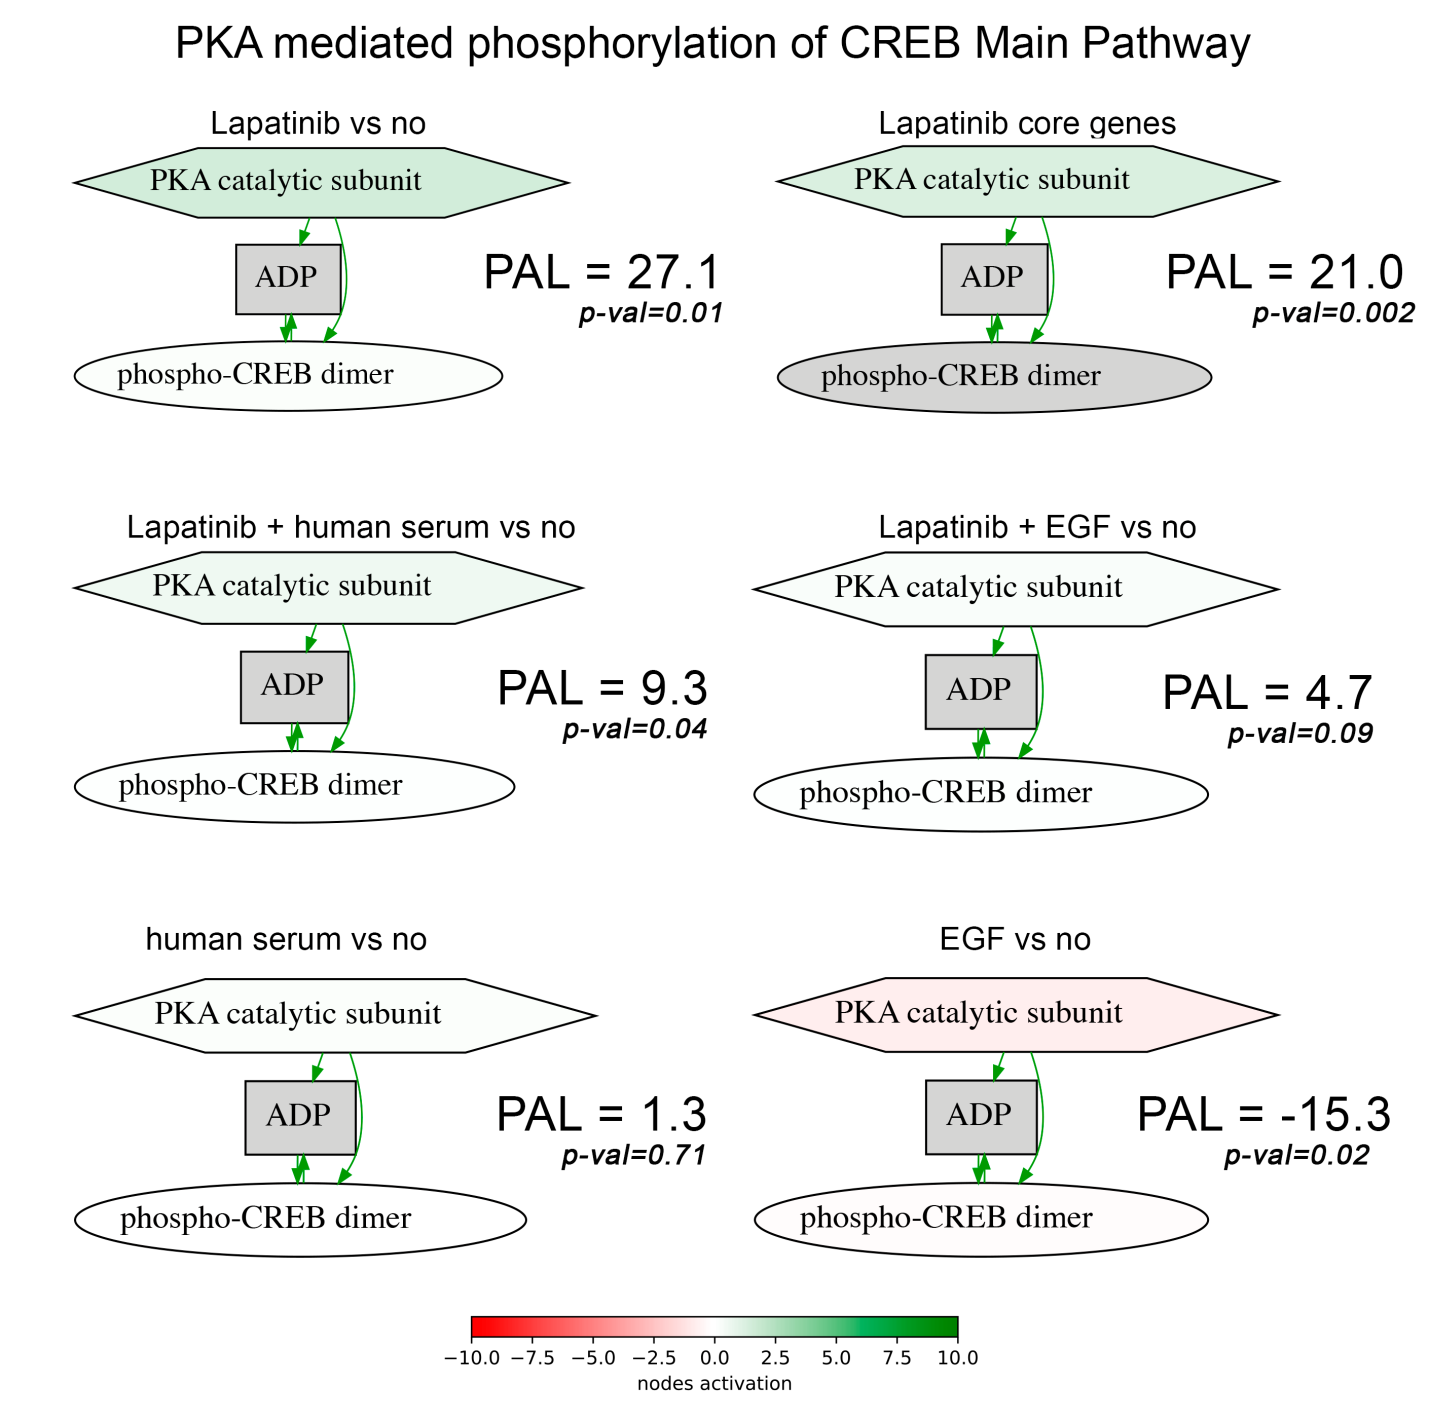 PKA mediated phosphorylation of CREB Main Pathway
Lapatinib vs no
PKA catalytic subunit
ADP
phospho-CREB dimer
PAL = 27.1
p-val=0.01
Lapatinib core genes
PKA catalytic subunit
ADP
phospho-CREB dimer
PAL = 21.0
p-val=0.002
Lapatinib + human serum vs no
PKA catalytic subunit
ADP
phospho-CREB dimer
PAL = 9.3
p-val=0.04
Lapatinib + EGF vs no
PKA catalytic subunit
ADP
phospho-CREB dimer
PAL = 4.7
p-val=0.09
human serum vs no
PKA catalytic subunit
ADP
phospho-CREB dimer
PAL = 1.3
p-val=0.71
EGF vs no
PKA catalytic subunit
ADP
phospho-CREB dimer
PAL = -15.3
p-val=0.02
−10.0 −7.5 −5.0 −2.5 0.0 2.5 5.0 7.5 10.0
nodes activation